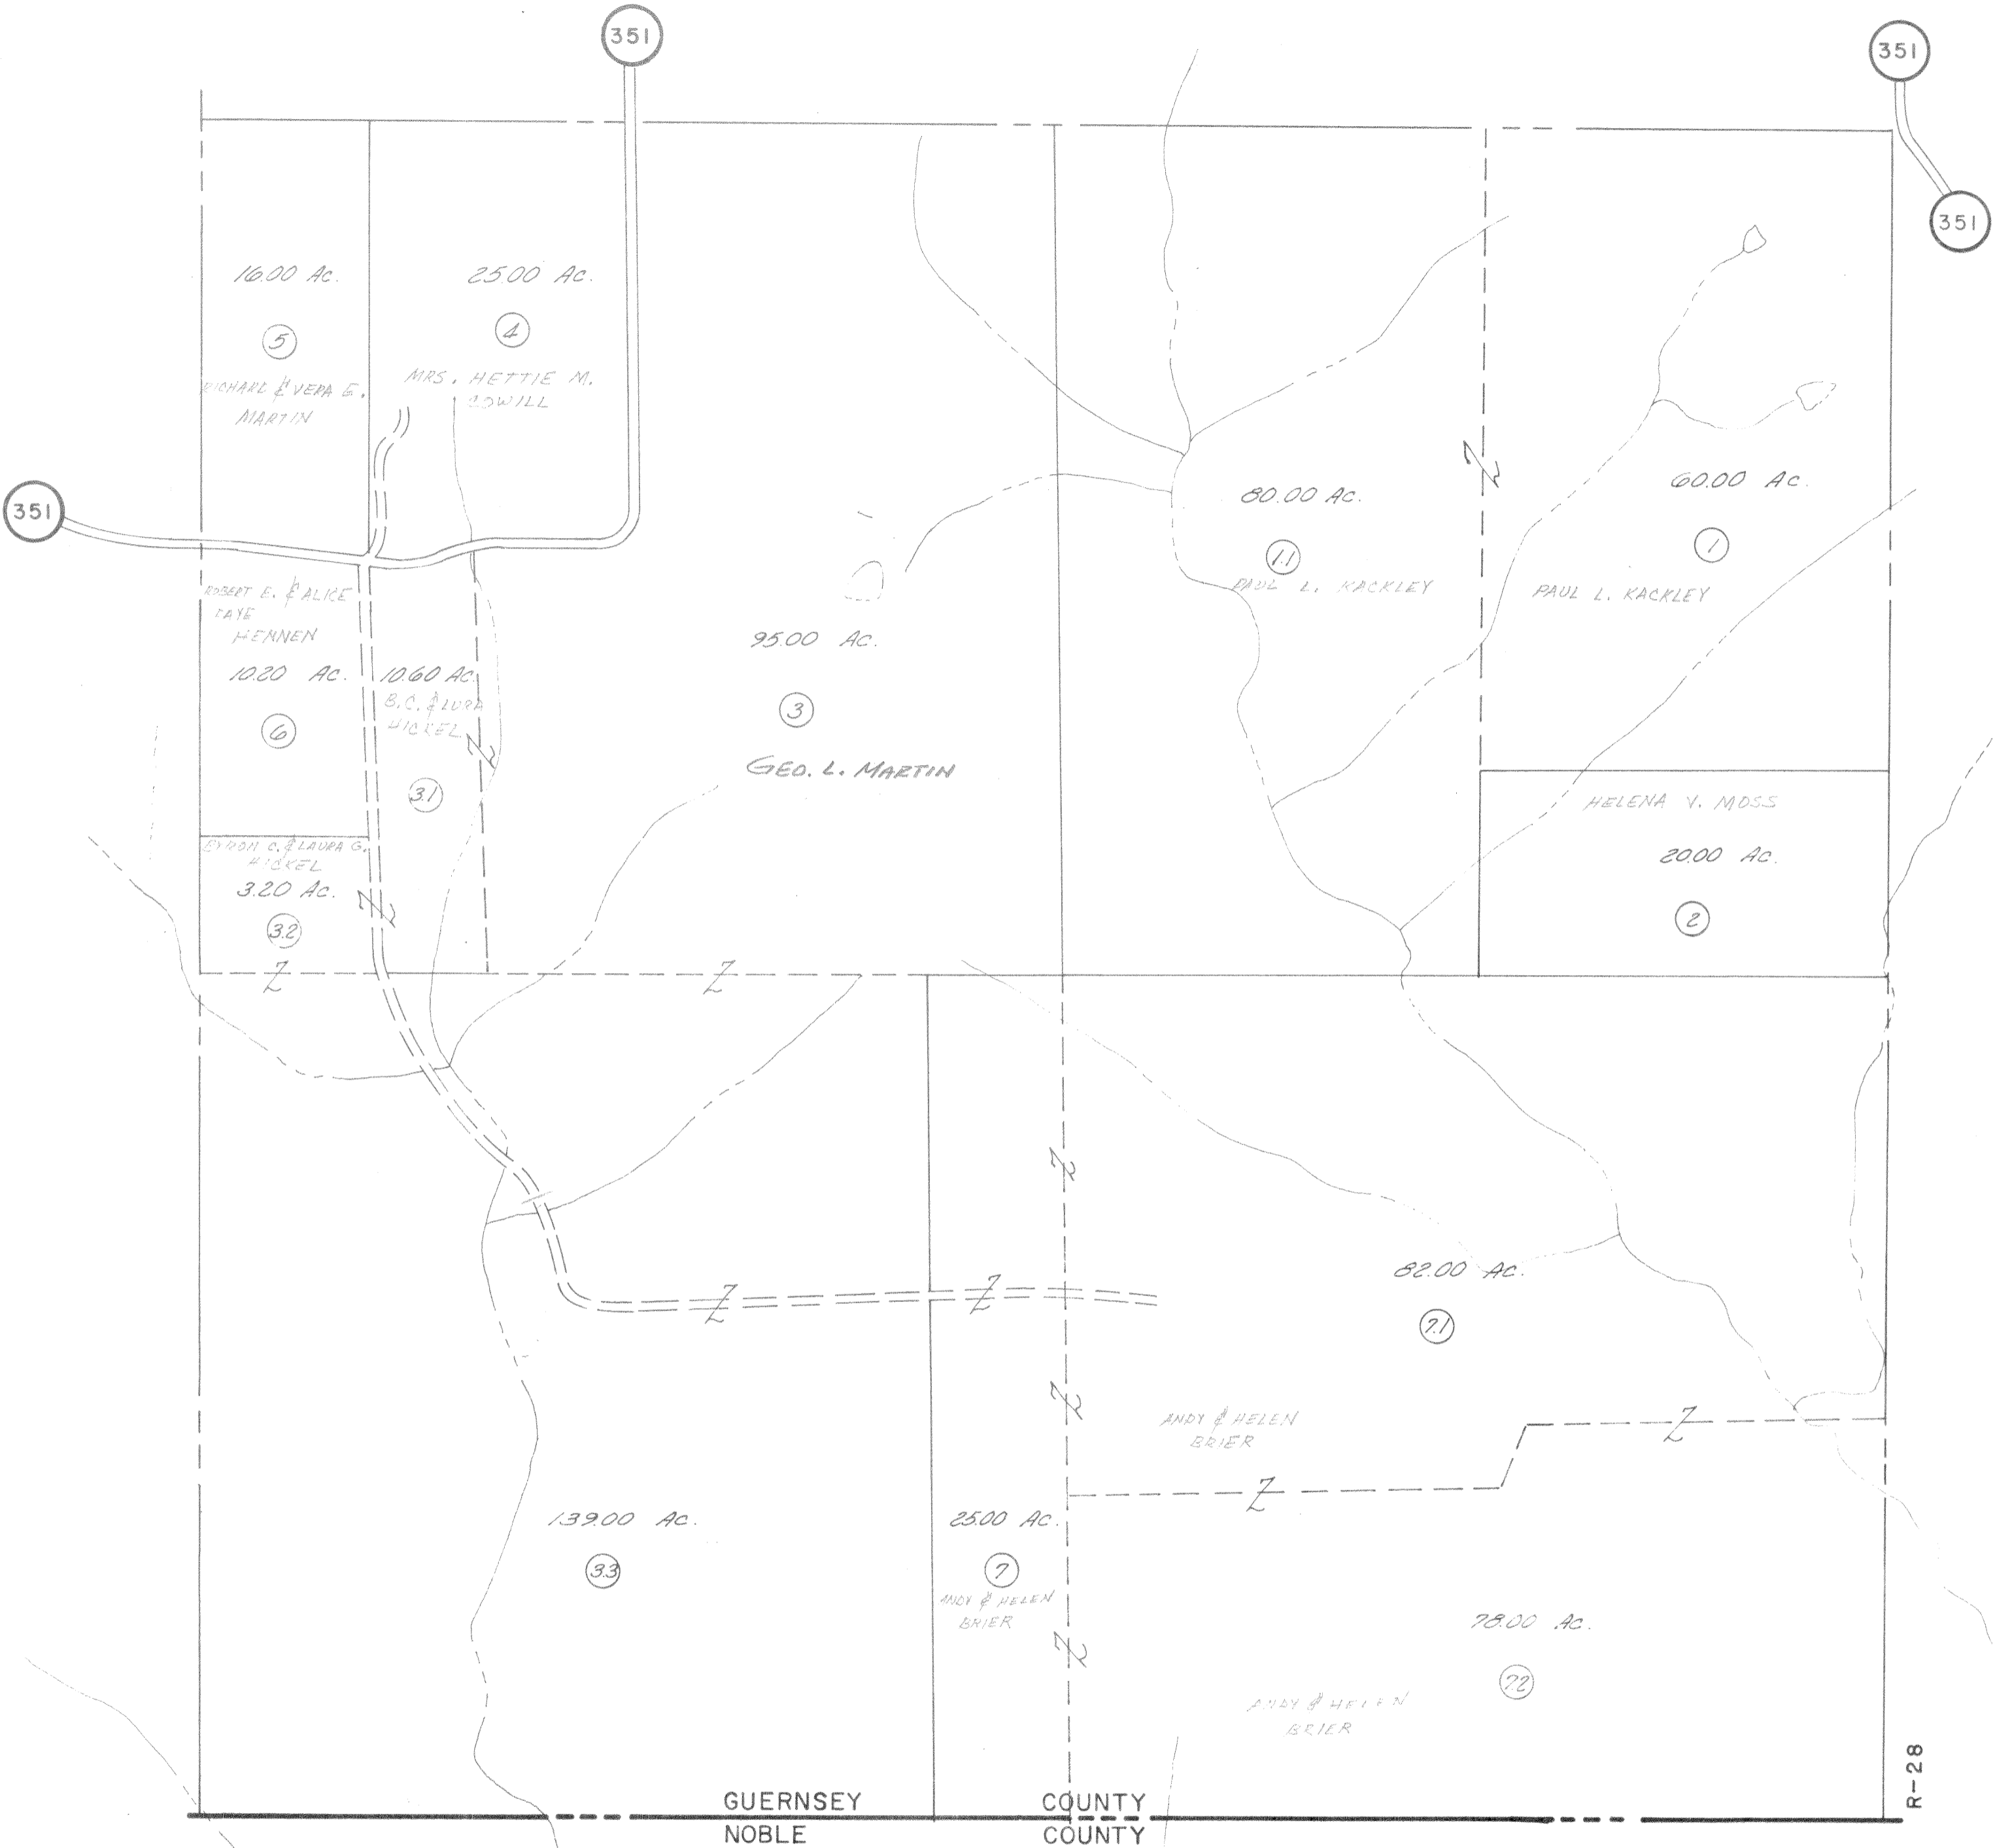 351
351
351
16.00 Ac.
5
RICHARD & VERA E.
MARTIN
25.00 Ac.
4
MRS. HETTIE M.
351
ROBERT E. & ALICE
FAYE
HENNEN
10.20 Ac.
6
10.60 Ac.
B.C. & LURA
HICKEL
3.1
BYRON C. & LAURA G.
HICKEL
3.20 Ac.
3.2
95.00 Ac.
3
GEO. L. MARTIN
80.00 Ac.
1.1
PAUL L. KACKLEY
60.00 Ac.
1
PAUL L. KACKLEY
HELENA V. MOSS
20.00 Ac.
2
82.00 Ac.
7.1
ANDY & HELEN
BRIER
139.00 Ac.
3.3
25.00 Ac.
7
ANDY & HELEN
BRIER
78.00 Ac.
7.2
ANDY & HELEN
BRIER
R-28
GUERNSEY COUNTY
NOBLE COUNTY